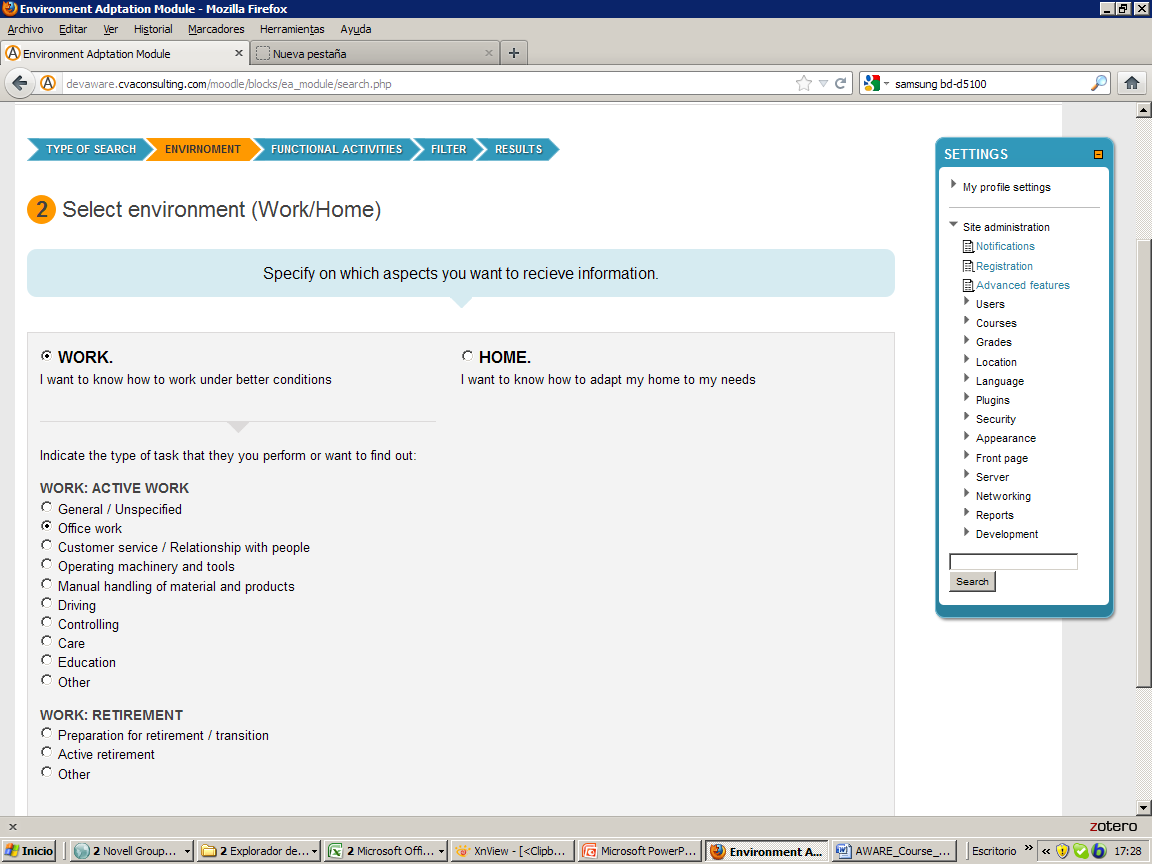 Environment Adptation Module - Mozilla Firefox
Archivo Editar Ver Historial Marcadores Herramientas Ayuda
Environment Adptation Module × Nueva pestaña × +
devaware.cvaconsulting.com/moodle/blocks/ea_module/search.php
samsung bd-d5100
TYPE OF SEARCH ENVIRNOMENT FUNCTIONAL ACTIVITIES FILTER RESULTS
2 Select environment (Work/Home)
Specify on which aspects you want to recieve information.
WORK.
I want to know how to work under better conditions
HOME.
I want to know how to adapt my home to my needs
Indicate the type of task that they you perform or want to find out:
WORK: ACTIVE WORK
General / Unspecified
Office work
Customer service / Relationship with people
Operating machinery and tools
Manual handling of material and products
Driving
Controlling
Care
Education
Other
WORK: RETIREMENT
Preparation for retirement / transition
Active retirement
Other
SETTINGS
My profile settings
Site administration
Notifications
Registration
Advanced features
Users
Courses
Grades
Location
Language
Plugins
Security
Appearance
Front page
Server
Networking
Reports
Development
Search
× zotero
Inicio 2 Novell Group... 2 Explorador de... 2 Microsoft Offi... XnView - [<Clipb... Microsoft PowerP... Environment A... AWARE_Course_... Escritorio » « 17:28